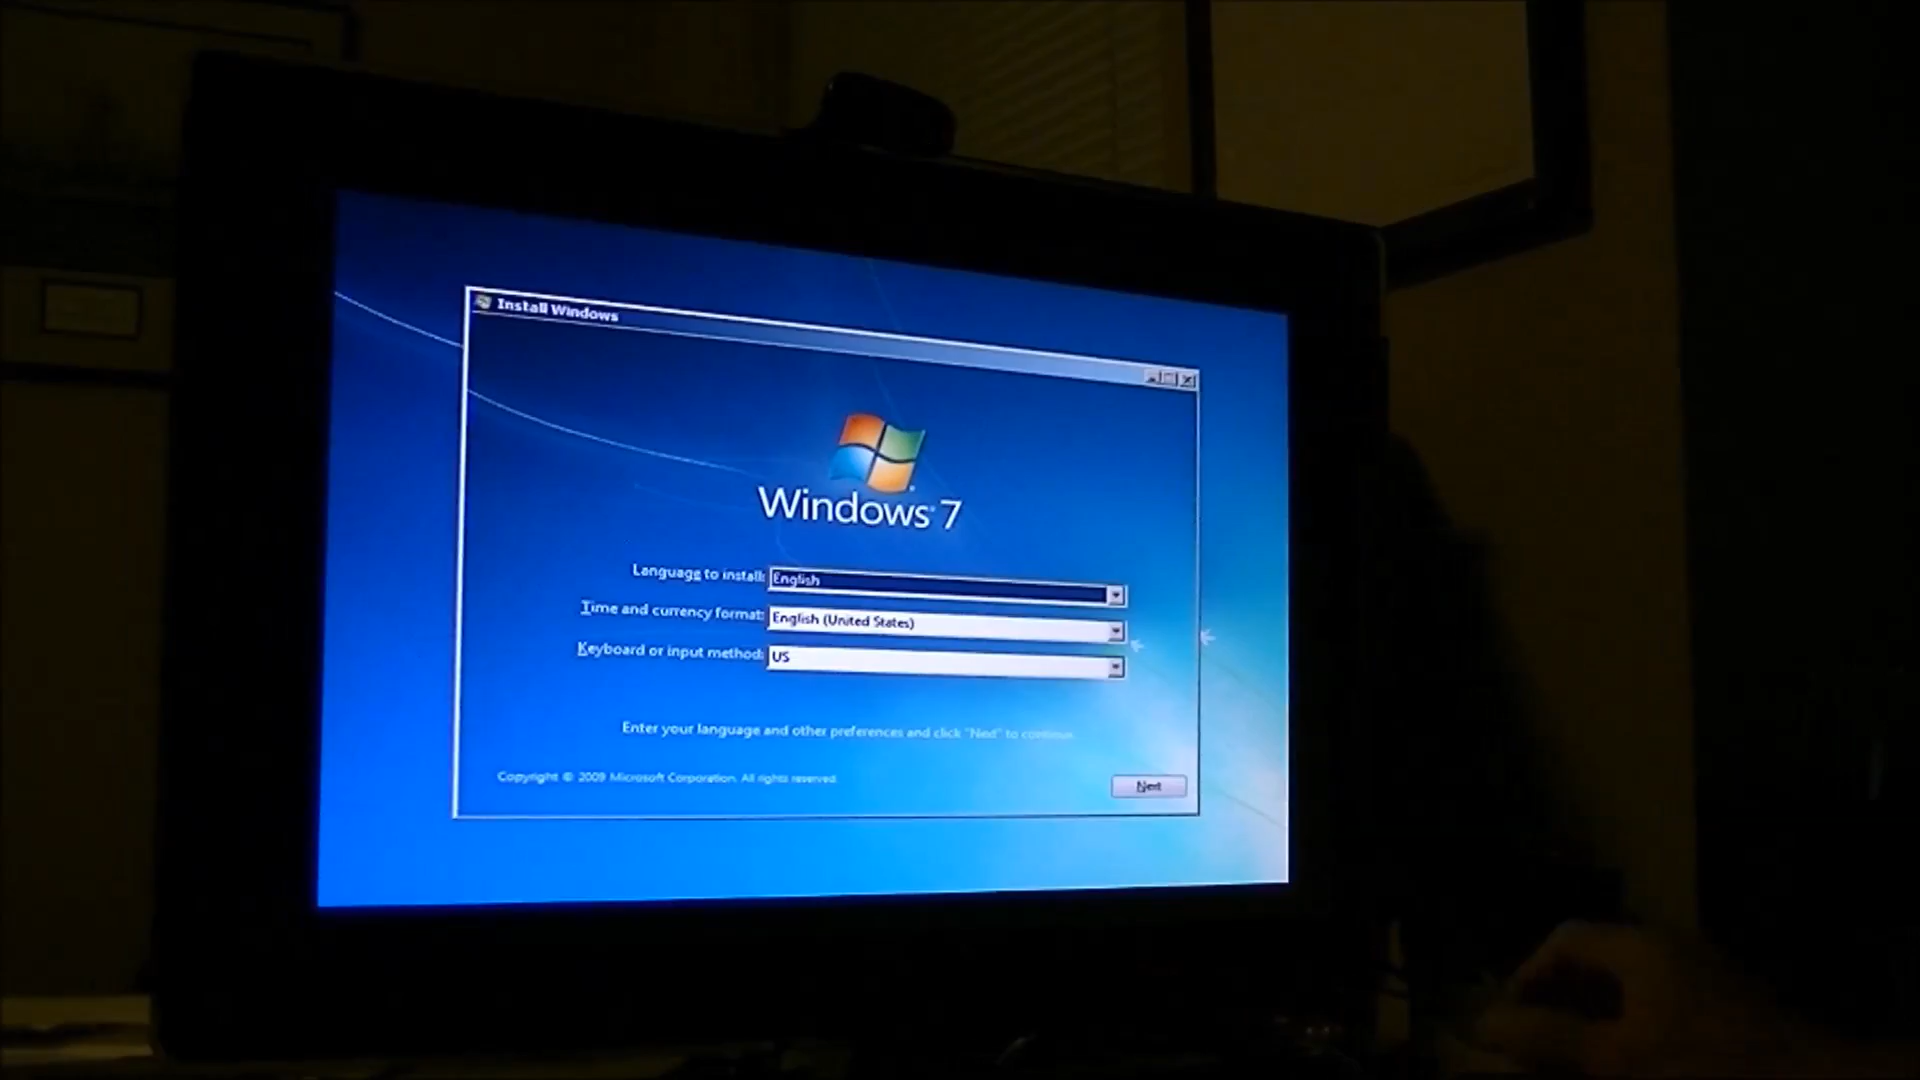 Install Windows
Windows 7
Language to install: English
Time and currency format: English (United States)
Keyboard or input method: US
Enter your language and other preferences and click "Next" to continue.
Copyright © 2009 Microsoft Corporation. All rights reserved.
Next